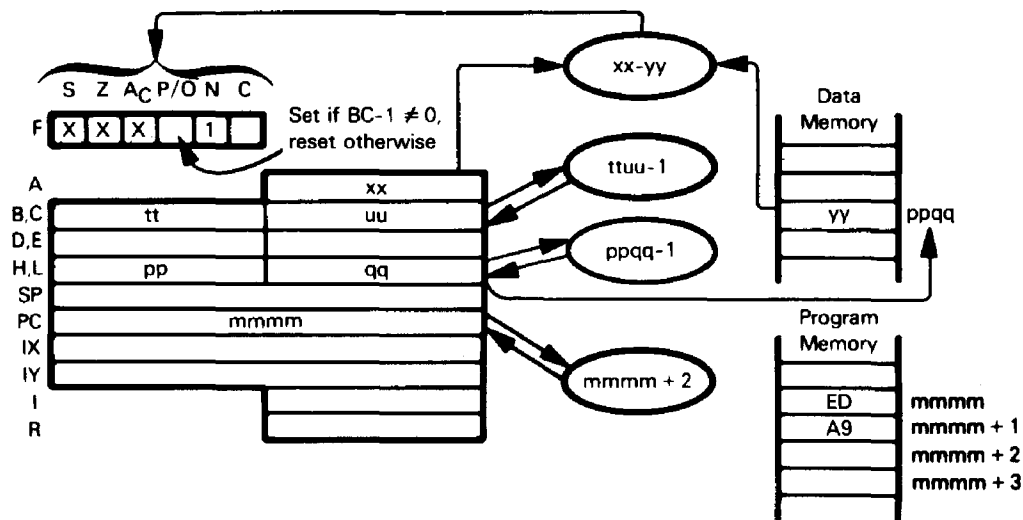 xx-yy
S Z AC P/O N C
F X X X 1
Set if BC-1 ≠ 0,
reset otherwise
Data
Memory
ttuu-1
A xx
B,C tt uu
yy ppqq
D,E
ppqq-1
H,L pp qq
SP
PC mmmm
Program
Memory
IX
IY
mmmm + 2
I
R
ED mmmm
A9 mmmm + 1
mmmm + 2
mmmm + 3